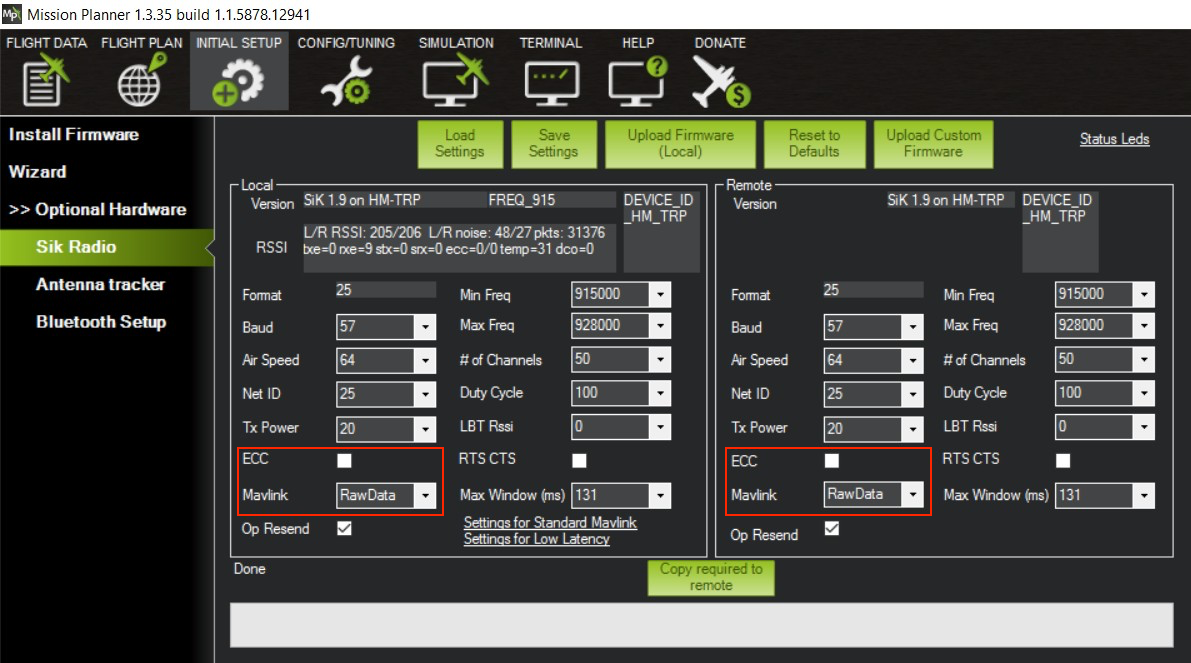 Mission Planner 1.3.35 build 1.1.5878.12941
FLIGHT DATA FLIGHT PLAN INITIAL SETUP CONFIG/TUNING SIMULATION TERMINAL HELP DONATE
Install Firmware
Wizard
>> Optional Hardware
Sik Radio
Antenna tracker
Bluetooth Setup
Load
Settings
Save
Settings
Upload Firmware
(Local)
Reset to
Defaults
Upload Custom
Firmware
Status Leds
Local
Version SiK 1.9 on HM-TRP FREQ_915 DEVICE_ID
_HM_TRP
RSSI L/R RSSI: 205/206 L/R noise: 48/27 pkts: 31376
txe=0 rxe=9 stx=0 srx=0 ecc=0/0 temp=31 dco=0
Format 25 Min Freq 915000
Baud 57 Max Freq 928000
Air Speed 64 # of Channels 50
Net ID 25 Duty Cycle 100
Tx Power 20 LBT Rssi 0
ECC RTS CTS
Mavlink RawData Max Window (ms) 131
Op Resend
Settings for Standard Mavlink
Settings for Low Latency
Remote
Version SiK 1.9 on HM-TRP DEVICE_ID
_HM_TRP
Format 25 Min Freq 915000
Baud 57 Max Freq 928000
Air Speed 64 # of Channels 50
Net ID 25 Duty Cycle 100
Tx Power 20 LBT Rssi 0
ECC RTS CTS
Mavlink RawData Max Window (ms) 131
Op Resend
Done
Copy required to
remote